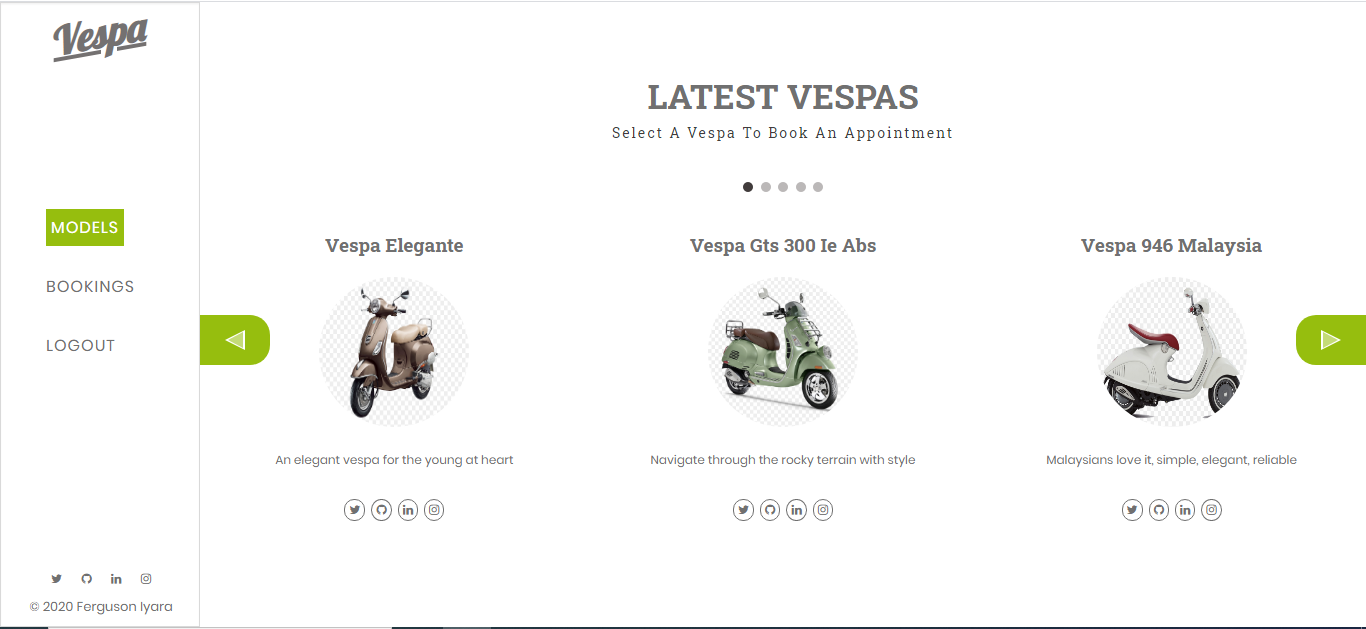 Vespa
MODELS
BOOKINGS
LOGOUT
© 2020 Ferguson Iyara
LATEST VESPAS
Select A Vespa To Book An Appointment
Vespa Elegante
An elegant vespa for the young at heart
Vespa Gts 300 Ie Abs
Navigate through the rocky terrain with style
Vespa 946 Malaysia
Malaysians love it, simple, elegant, reliable